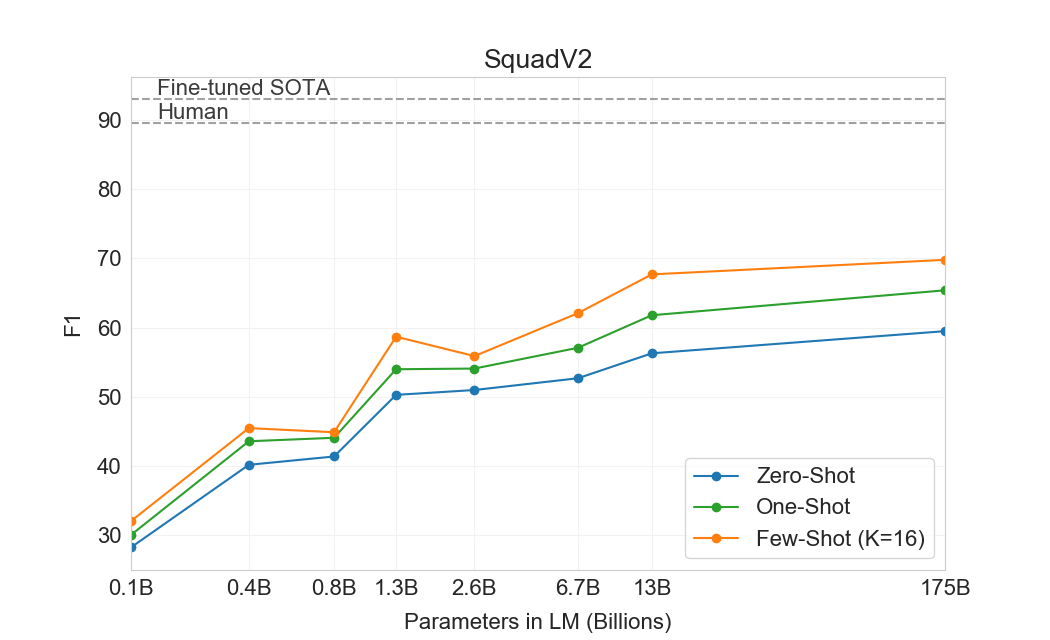 SquadV2
Fine-tuned SOTA
Human
90
80
70
60
50
40
30
F1
Zero-Shot
One-Shot
Few-Shot (K=16)
0.1B 0.4B 0.8B 1.3B 2.6B 6.7B 13B 175B
Parameters in LM (Billions)